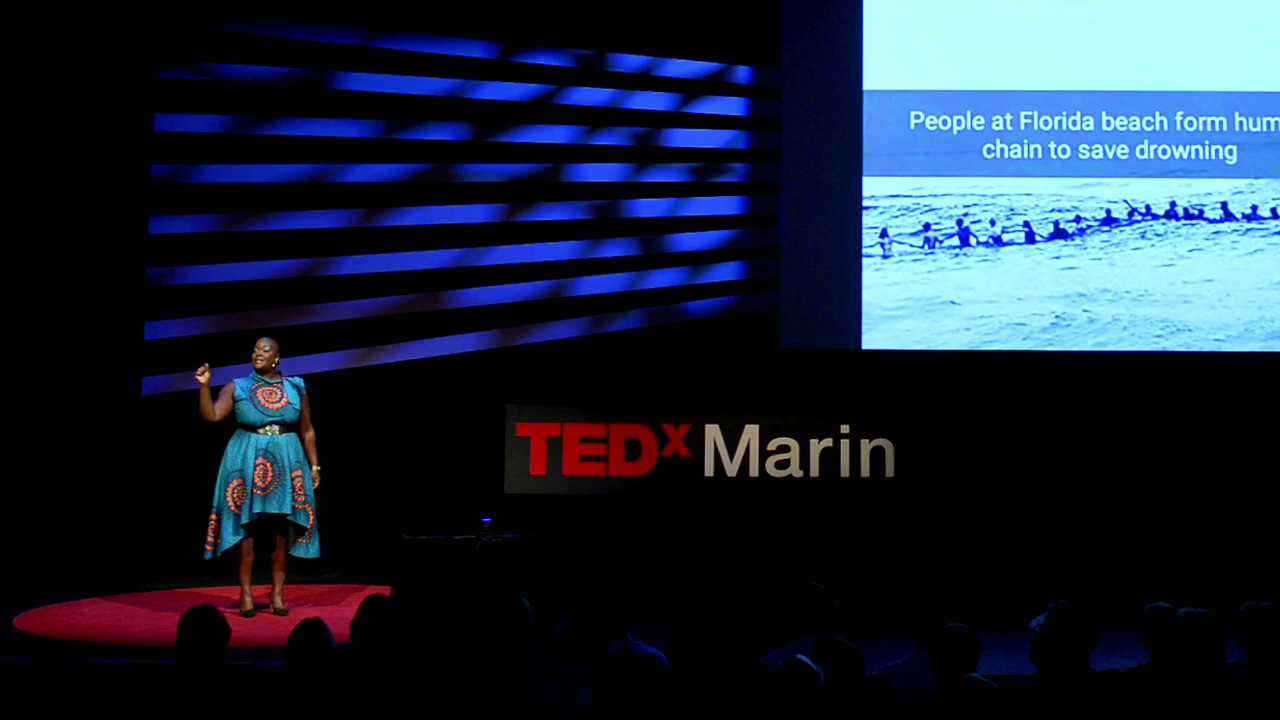 People at Florida beach form hum
chain to save drowning
TEDx Marin